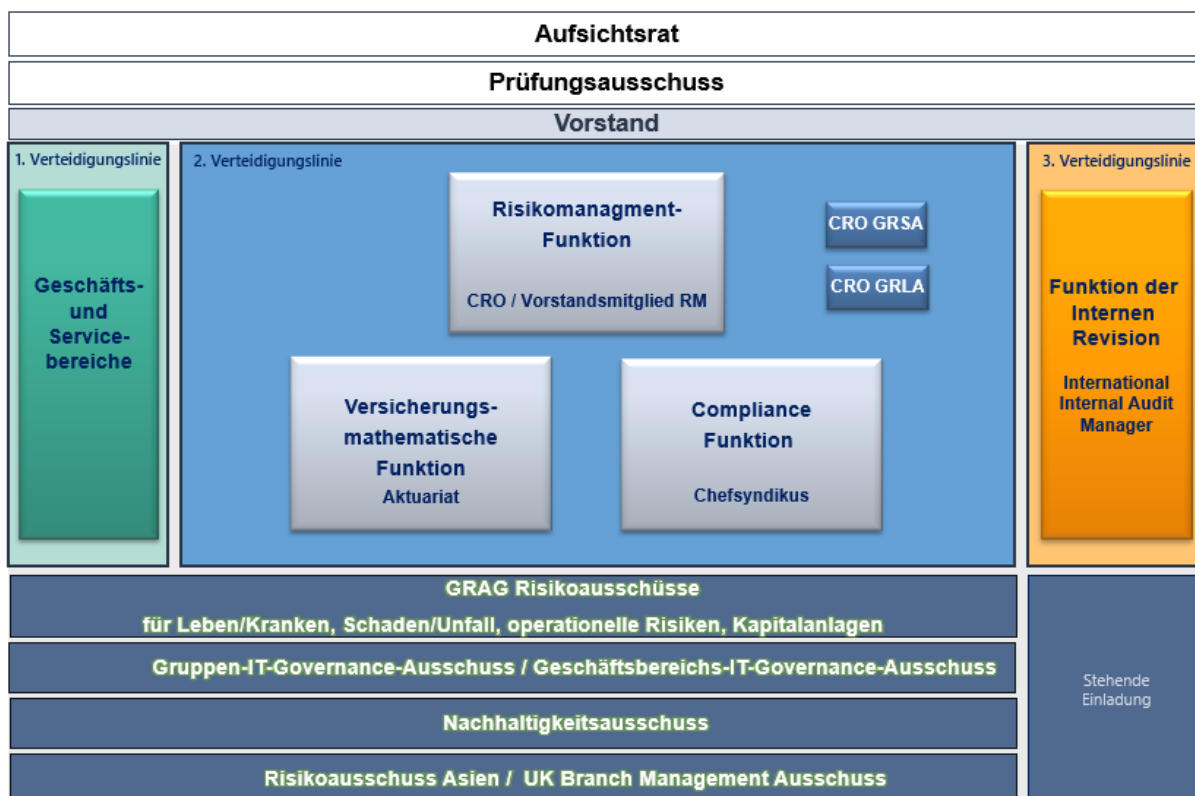 Aufsichtsrat
Prüfungsausschuss
Vorstand
1. Verteidigungslinie
Geschäfts-
und
Service-
bereiche
2. Verteidigungslinie
Risikomanagment-
Funktion
CRO / Vorstandsmitglied RM
CRO GRSA
CRO GRLA
Versicherungs-
mathematische
Funktion
Aktuariat
Compliance
Funktion
Chefsyndikus
3. Verteidigungslinie
Funktion der
Internen
Revision
International
Internal Audit
Manager
GRAG Risikoausschüsse
für Leben/Kranken, Schaden/Unfall, operationelle Risiken, Kapitalanlagen
Gruppen-IT-Governance-Ausschuss / Geschäftsbereichs-IT-Governance-Ausschuss
Nachhaltigkeitsausschuss
Risikoausschuss Asien / UK Branch Management Ausschuss
Stehende
Einladung